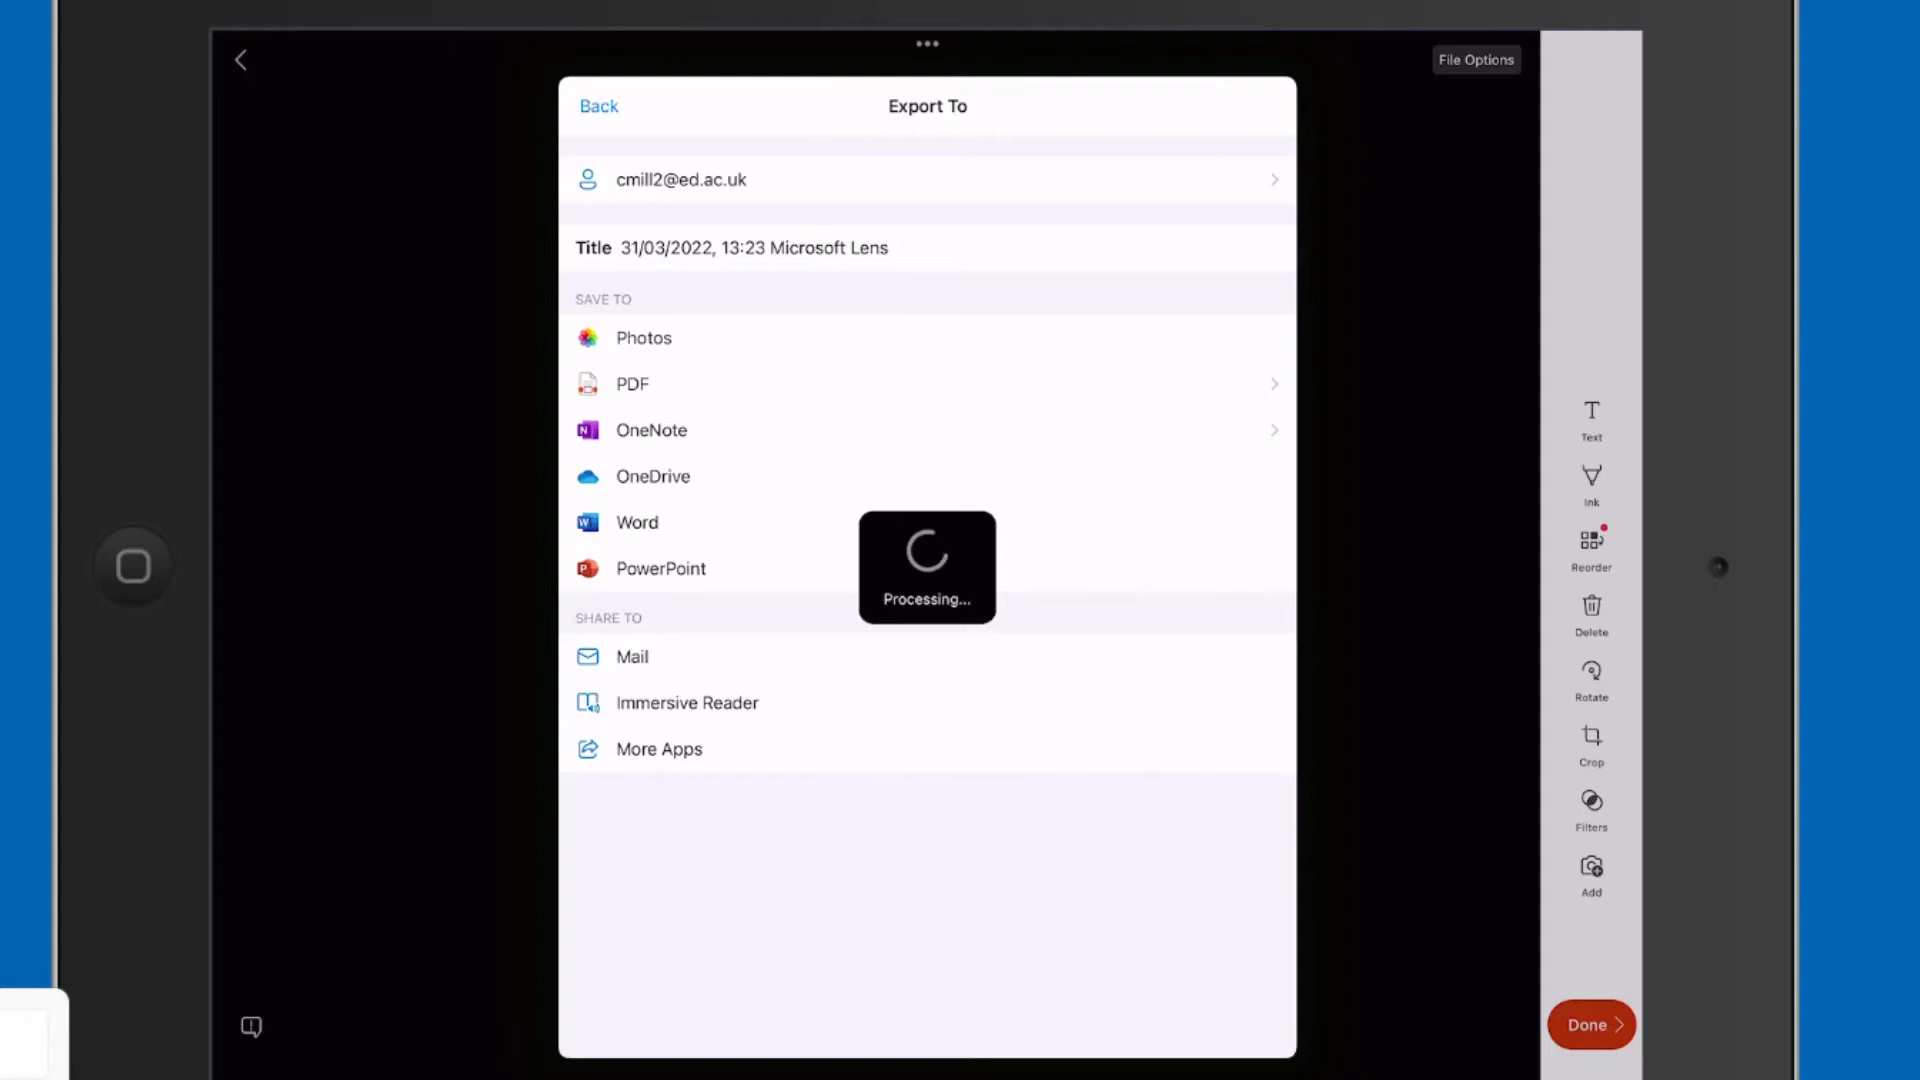 File Options
Back
Export To
cmill2@ed.ac.uk
Title 31/03/2022, 13:23 Microsoft Lens
SAVE TO
Photos
PDF
OneNote
OneDrive
Word
PowerPoint
Processing...
SHARE TO
Mail
Immersive Reader
More Apps
Text
Ink
Reorder
Delete
Rotate
Crop
Filters
Add
Done